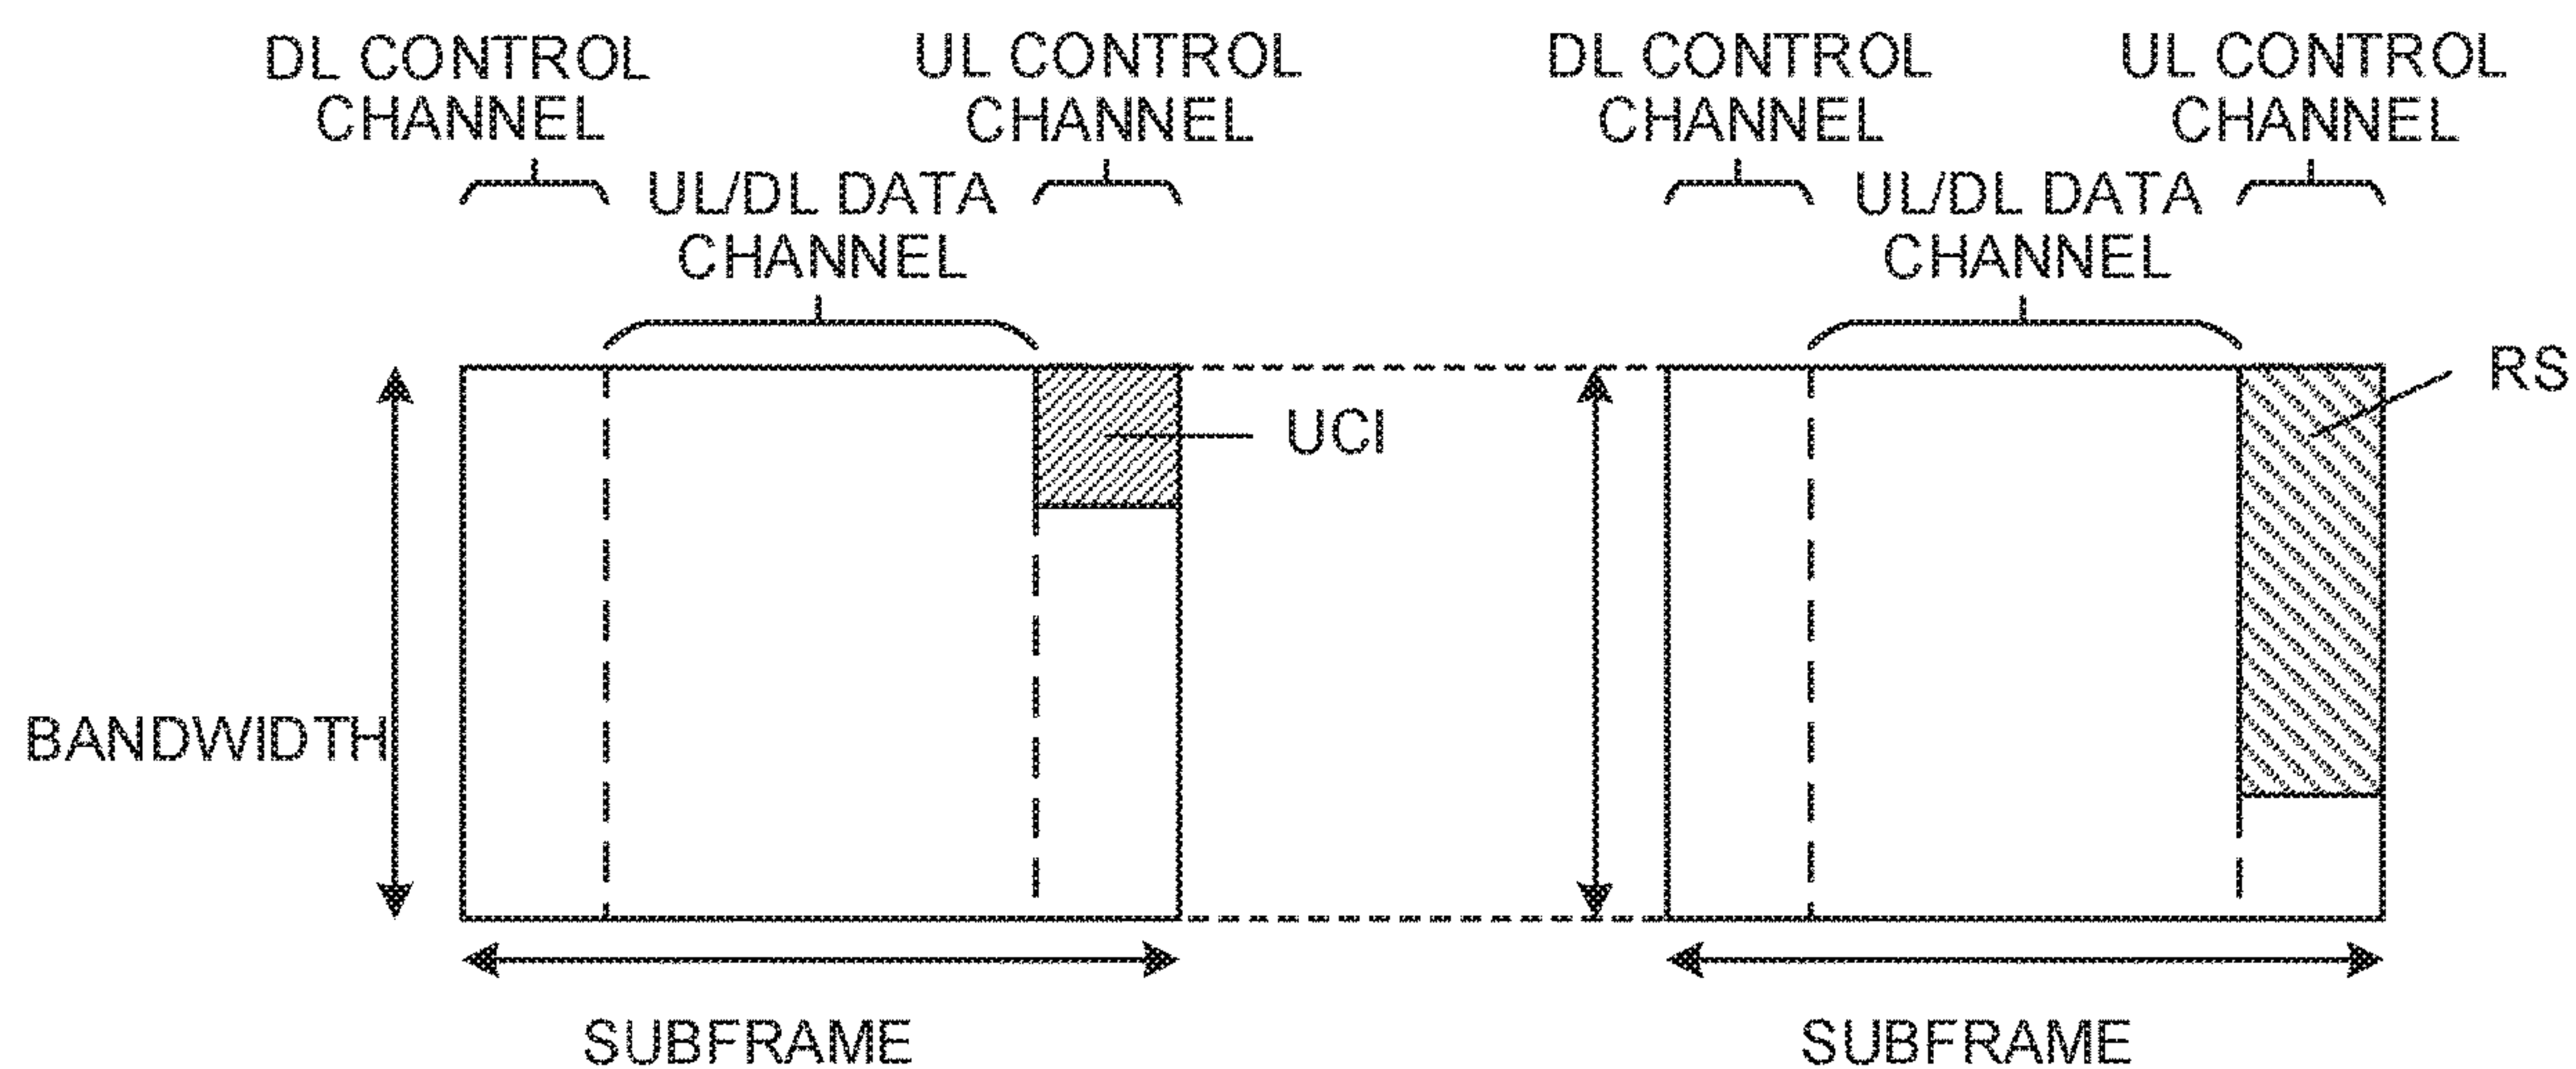 DL CONTROL
CHANNEL
UL CONTROL
CHANNEL
UL/DL DATA
CHANNEL
DL CONTROL
CHANNEL
UL CONTROL
CHANNEL
UL/DL DATA
CHANNEL
RS
UCI
BANDWIDTH
SUBFRAME
SUBFRAME